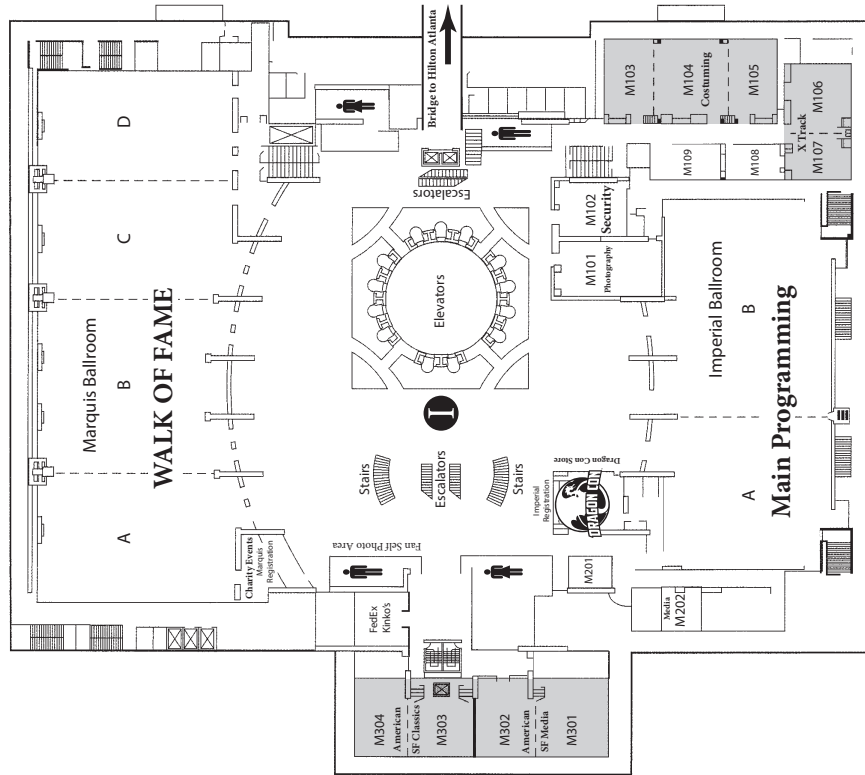 Bridge to Hilton Atlanta
M103
M104
Costuming
M105
M106
X Track
M107
M109
M108
D
C
Marquis Ballroom
B
WALK OF FAME
A
Escalators
Elevators
M102
Security
M101
Photography
Imperial Ballroom
B
Main Programming
A
I
Stairs
Escalators
Stairs
Dragon Con Store
Imperial
Registration
DRAGON CON
Fan Self Photo Area
Charity Events
Marquis
Registration
FedEx
Kinko's
M201
Media
M202
M304
American
SF Classics
M303
M302
American
SF Media
M301